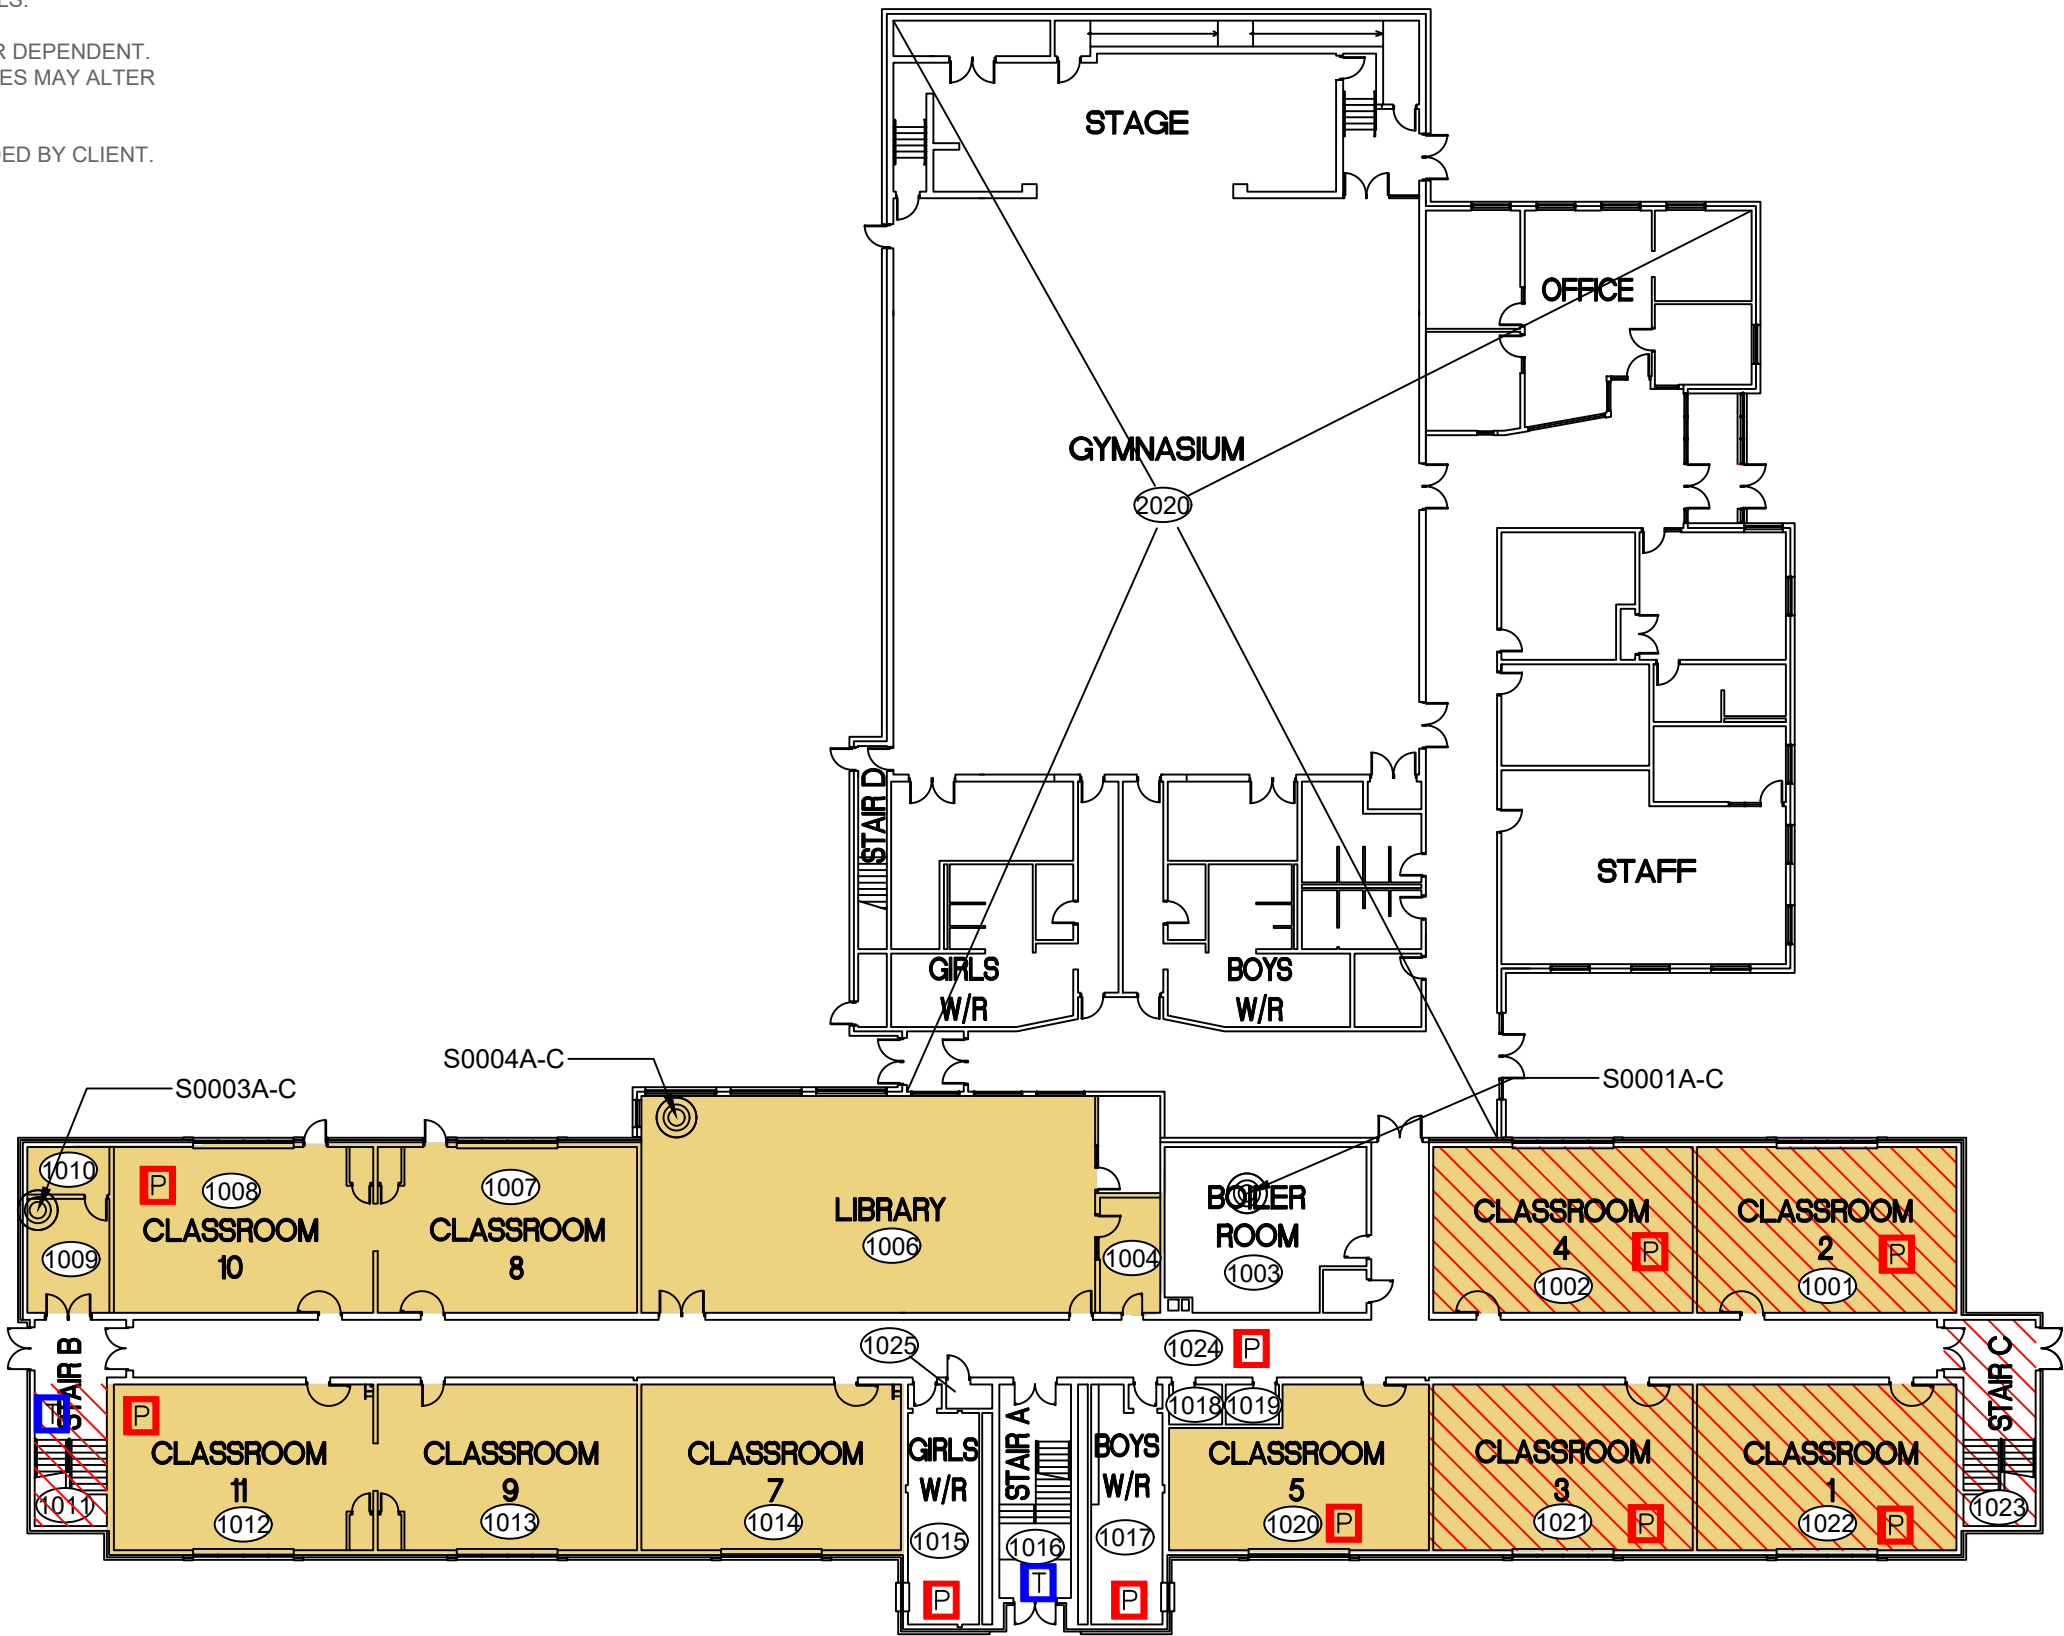 LS.
R DEPENDENT.
ES MAY ALTER
DED BY CLIENT.
STAGE
OFFICE
GYMNASIUM
2020
STAIR D
STAFF
GIRLS
W/R
BOYS
W/R
S0004A-C
S0003A-C
S0001A-C
1010
P
1008
CLASSROOM
10
1009
1007
CLASSROOM
8
LIBRARY
1006
1004
BOILER
ROOM
1003
CLASSROOM
4
P
1002
CLASSROOM
2
P
1001
STAIR B
T
1011
1025
1024
P
STAIR C
1023
P
CLASSROOM
11
1012
CLASSROOM
9
1013
CLASSROOM
7
1014
GIRLS
W/R
1015
P
STAIR A
1016
T
BOYS
W/R
1017
P
1018
1019
CLASSROOM
5
1020
P
CLASSROOM
3
1021
P
CLASSROOM
1
1022
P